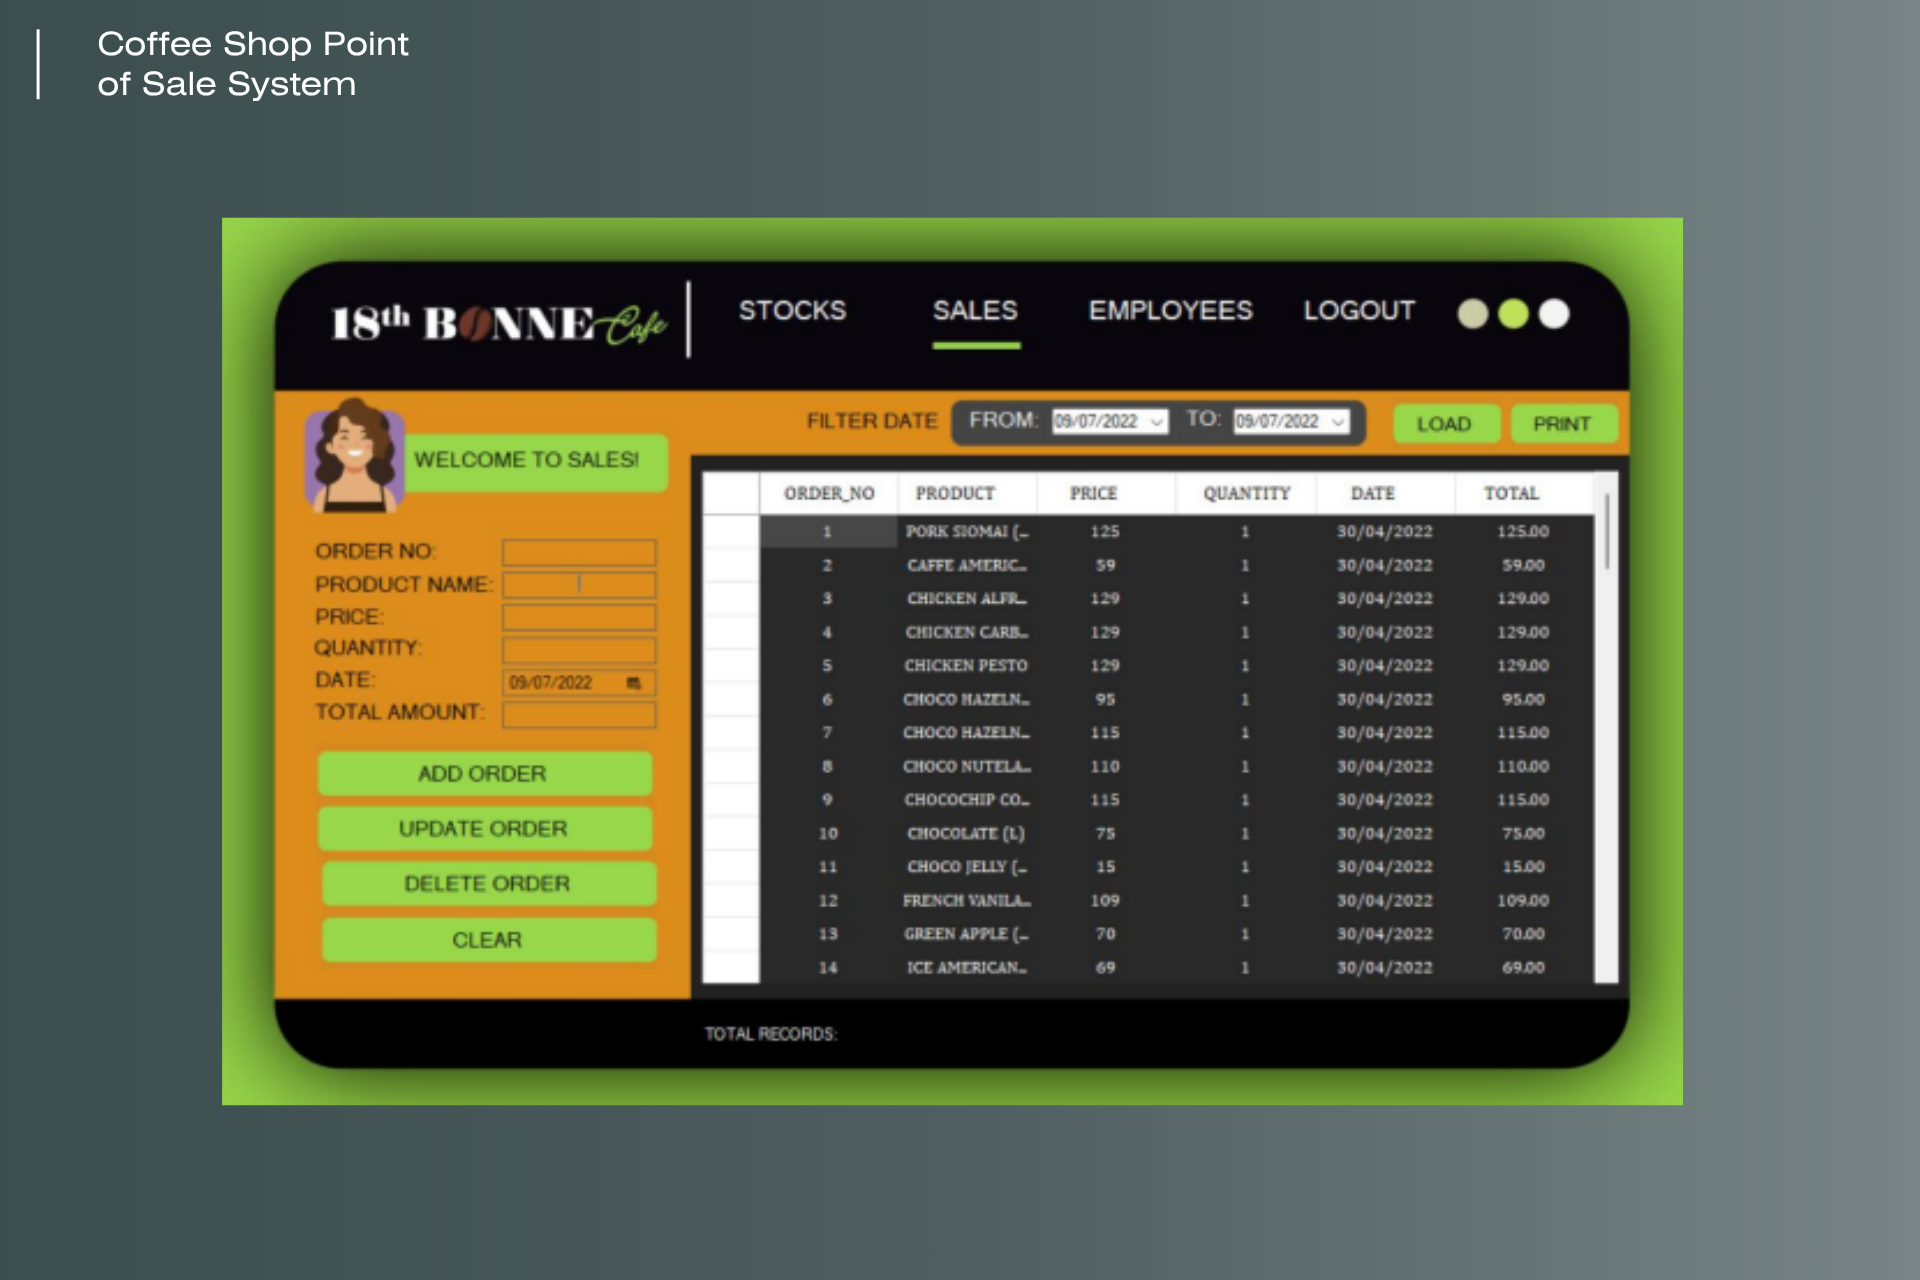 Coffee Shop Point
of Sale System
18th BONNE Cafe
STOCKS SALES EMPLOYEES LOGOUT
FILTER DATE FROM: 09/07/2022 TO: 09/07/2022 LOAD PRINT
WELCOME TO SALES!
ORDER NO:
PRODUCT NAME:
PRICE:
QUANTITY:
DATE: 09/07/2022
TOTAL AMOUNT:
ADD ORDER
UPDATE ORDER
DELETE ORDER
CLEAR
ORDER_NO PRODUCT PRICE QUANTITY DATE TOTAL
1 PORK SIOMAI (... 125 1 30/04/2022 125.00
2 CAFFE AMERIC... 59 1 30/04/2022 59.00
3 CHICKEN ALFR... 129 1 30/04/2022 129.00
4 CHICKEN CARB... 129 1 30/04/2022 129.00
5 CHICKEN PESTO 129 1 30/04/2022 129.00
6 CHOCO HAZELN... 95 1 30/04/2022 95.00
7 CHOCO HAZELN... 115 1 30/04/2022 115.00
8 CHOCO NUTELA... 110 1 30/04/2022 110.00
9 CHOCOCHIP CO... 115 1 30/04/2022 115.00
10 CHOCOLATE (L) 75 1 30/04/2022 75.00
11 CHOCO JELLY (... 15 1 30/04/2022 15.00
12 FRENCH VANILA... 109 1 30/04/2022 109.00
13 GREEN APPLE (... 70 1 30/04/2022 70.00
14 ICE AMERICAN... 69 1 30/04/2022 69.00
TOTAL RECORDS: